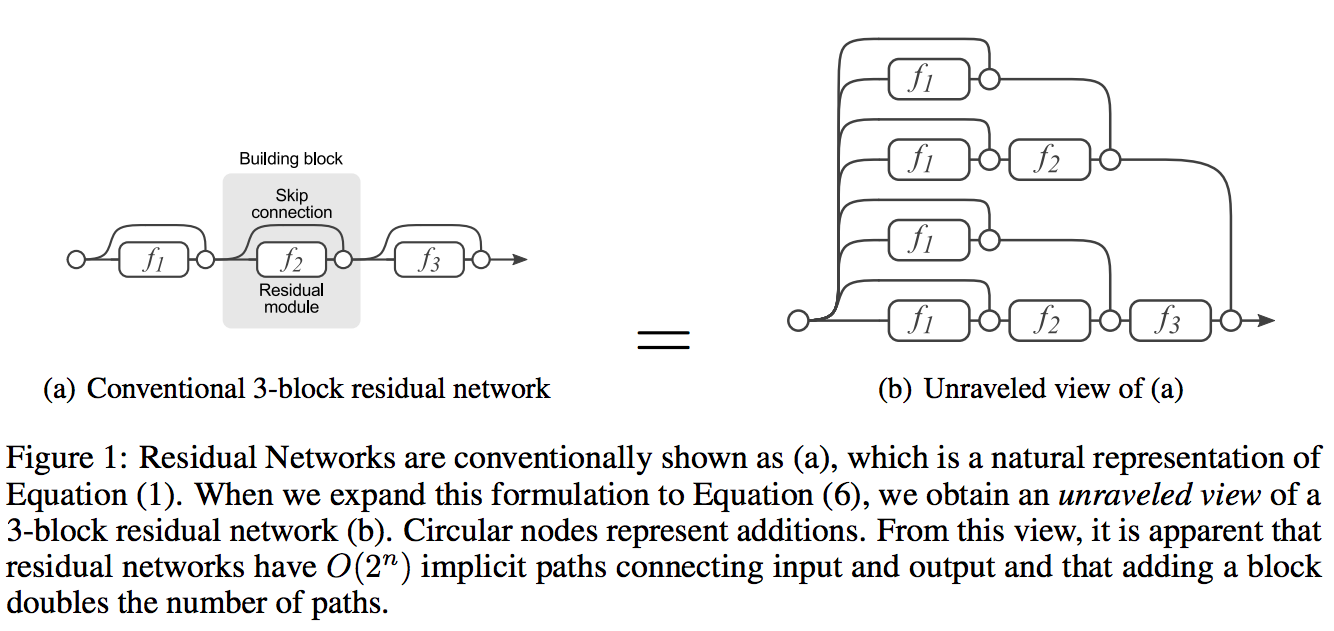 Building block
Skip
connection
f1
f2
f3
Residual
module
(a) Conventional 3-block residual network
=
f1
f1
f2
f1
f1
f2
f3
(b) Unraveled view of (a)
Figure 1: Residual Networks are conventionally shown as (a), which is a natural representation of
Equation (1). When we expand this formulation to Equation (6), we obtain an unraveled view of a
3-block residual network (b). Circular nodes represent additions. From this view, it is apparent that
residual networks have O(2^n) implicit paths connecting input and output and that adding a block
doubles the number of paths.